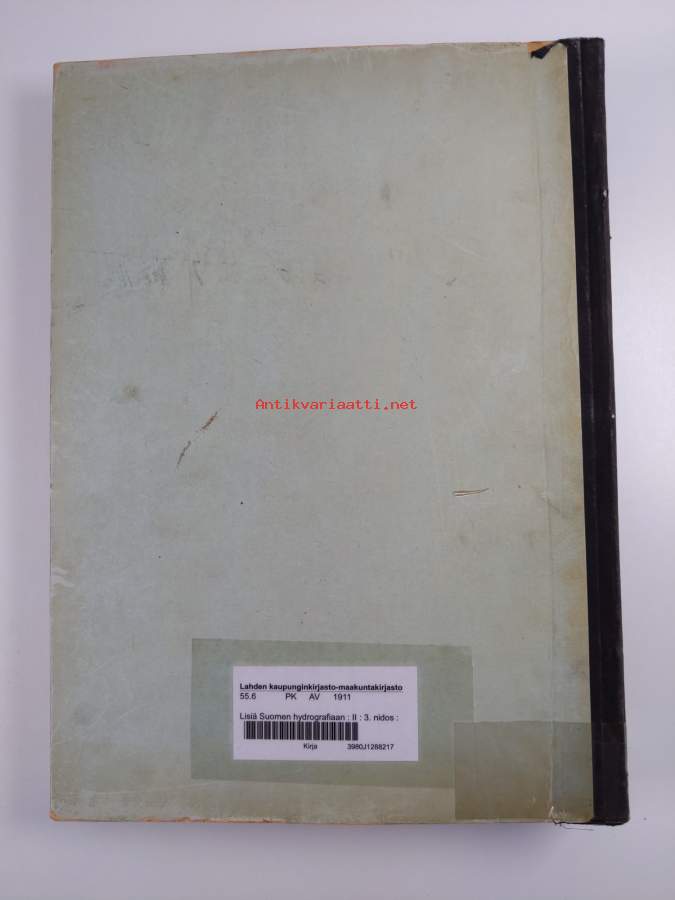 Antikvariaatti.net
Lahden kaupunginkirjasto-maakuntakirjasto
55.6 PK AV 1911
Lisiä Suomen hydrografiaan : II : 3. nidos :
Kirja 3980J1288217